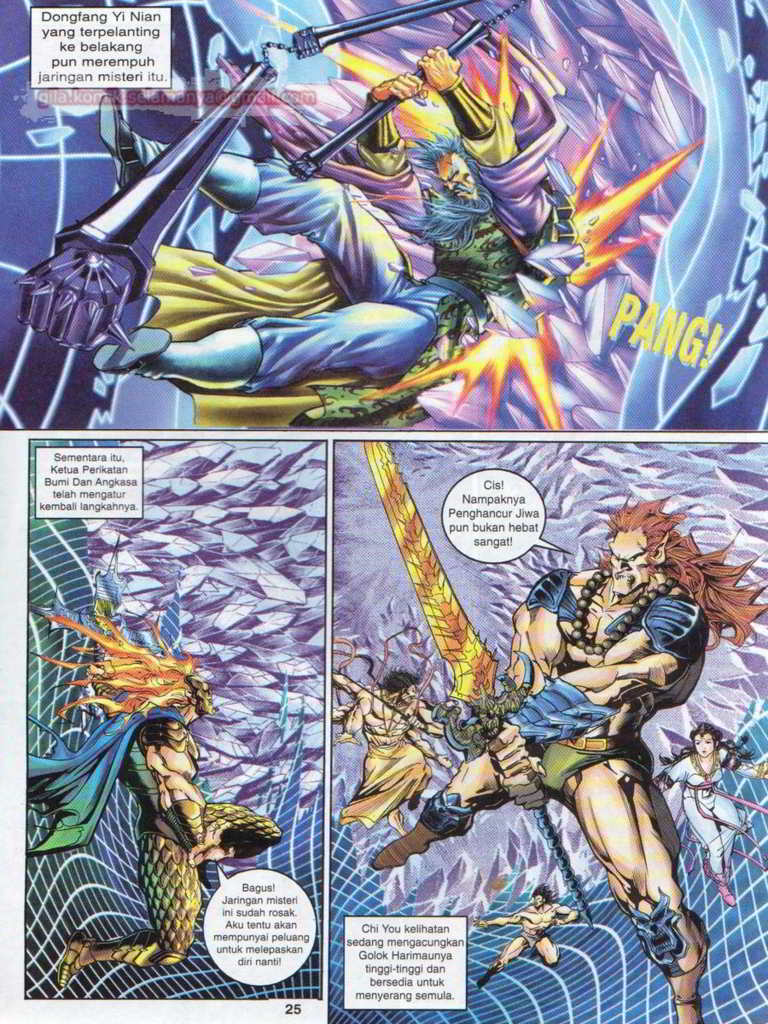 Dongfang Yi Nian
yang terpelanting
ke belakang
pun merempuh
jaringan misteri itu.
PANG!
Sementara itu,
Ketua Perikatan
Bumi Dan Angkasa
telah mengatur
kembali langkahnya.
Bagus!
Jaringan misteri
ini sudah rosak.
Aku tentu akan
mempunyai peluang
untuk melepaskan
diri nanti!
Cis!
Nampaknya
Penghancur Jiwa
pun bukan hebat
sangat!
Chi You kelihatan
sedang mengacungkan
Golok Harimaunya
tinggi-tinggi dan
bersedia untuk
menyerang semula.
25